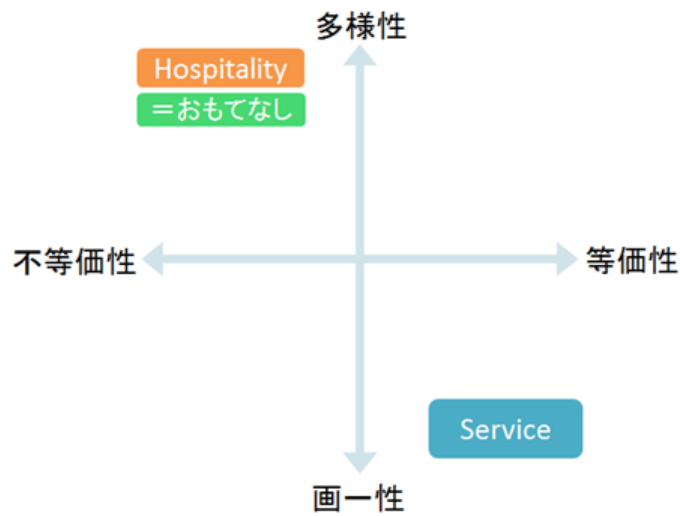 多様性
Hospitality
＝おもてなし
不等価性
等価性
Service
画一性